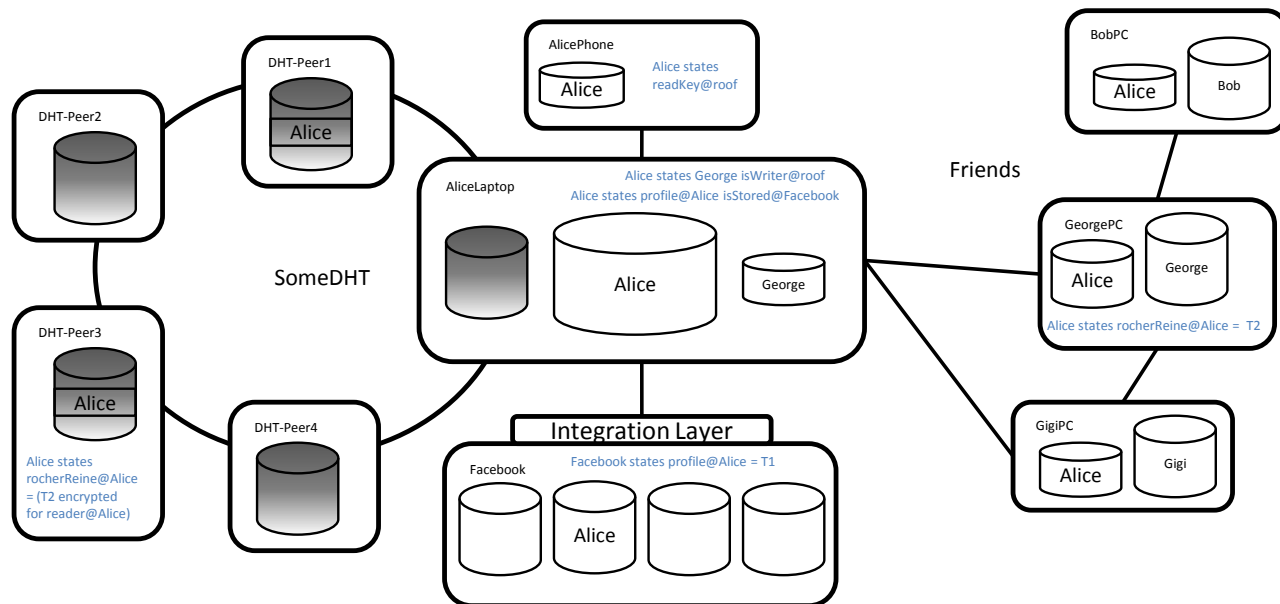 DHT-Peer1
Alice
DHT-Peer2
SomeDHT
DHT-Peer3
Alice
Alice states
rocherReine@Alice
= (T2 encrypted
for reader@Alice)
DHT-Peer4
AlicePhone
Alice
Alice states
readKey@roof
AliceLaptop
Alice states George isWriter@roof
Alice states profile@Alice isStored@Facebook
Alice
George
Integration Layer
Facebook
Facebook states profile@Alice = T1
Alice
Friends
BobPC
Alice
Bob
GeorgePC
Alice
George
Alice states rocherReine@Alice = T2
GigiPC
Alice
Gigi